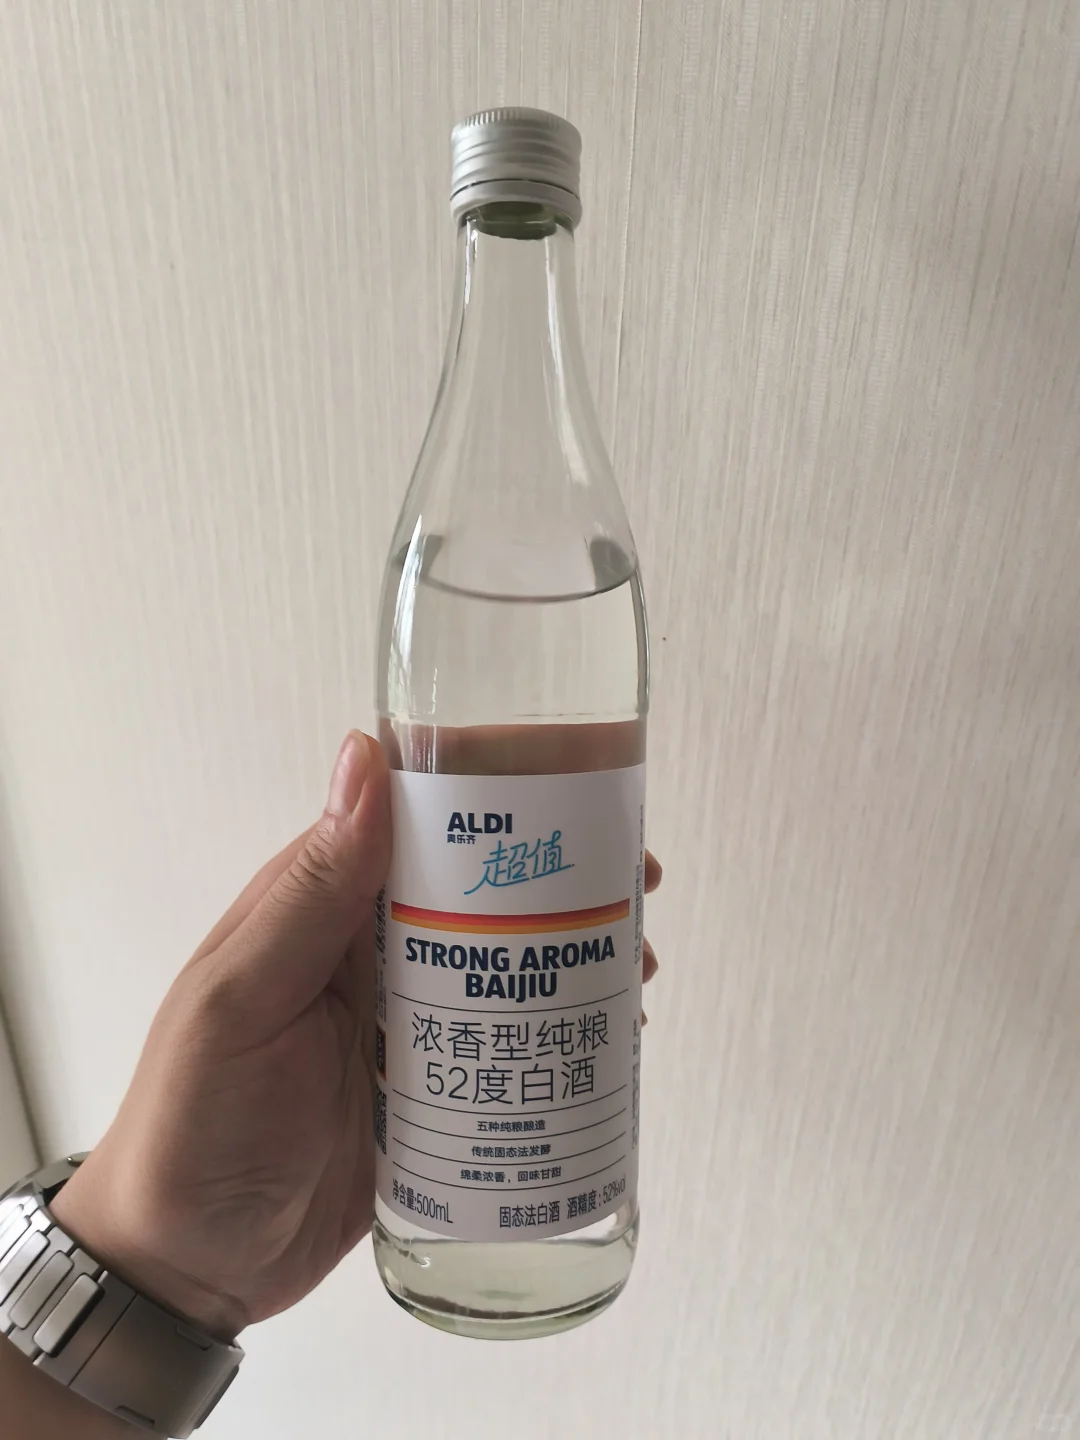 ALDI
奥乐齐
超值
STRONG AROMA
BAIJIU
浓香型纯粮
52度白酒
五种纯粮酿造
传统固态法发酵
绵柔浓香，回味甘甜
净含量:500mL
固态法白酒 酒精度:52%vol